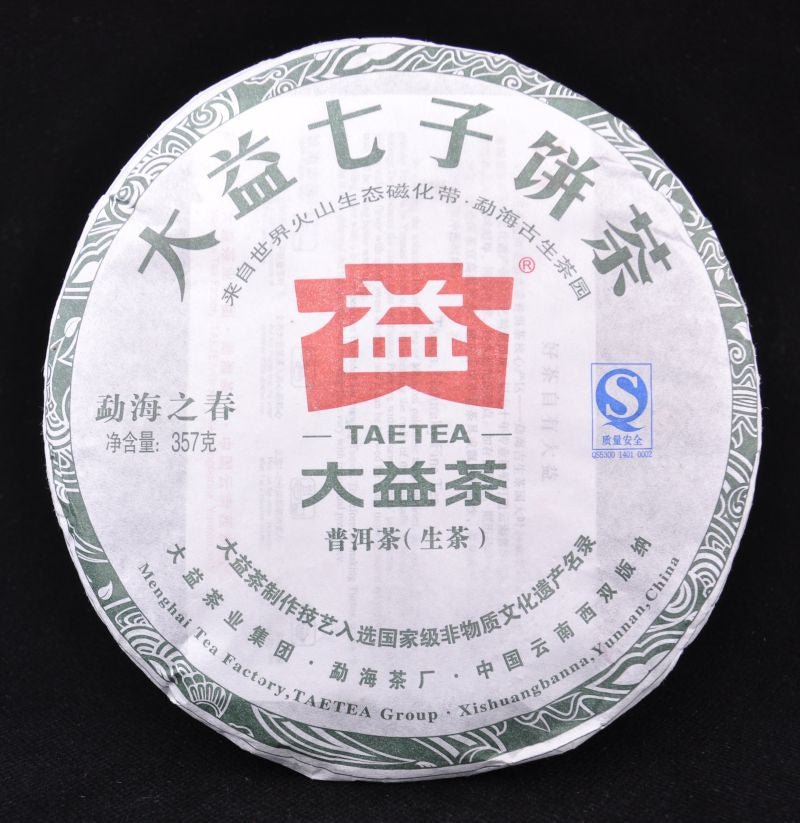 大益七子饼茶
来自世界火山生态磁化带·勐海古生茶园
益
®
勐海之春
净含量: 357克
S
质量安全
QS5300 1401 0002
— TAETEA —
大益茶
普洱茶(生茶)
大益茶制作技艺入选国家级非物质文化遗产名录
大益茶业集团·勐海茶厂·中国云南西双版纳
Menghai Tea Factory,TAETEA Group · Xishuangbanna,Yunnan,China